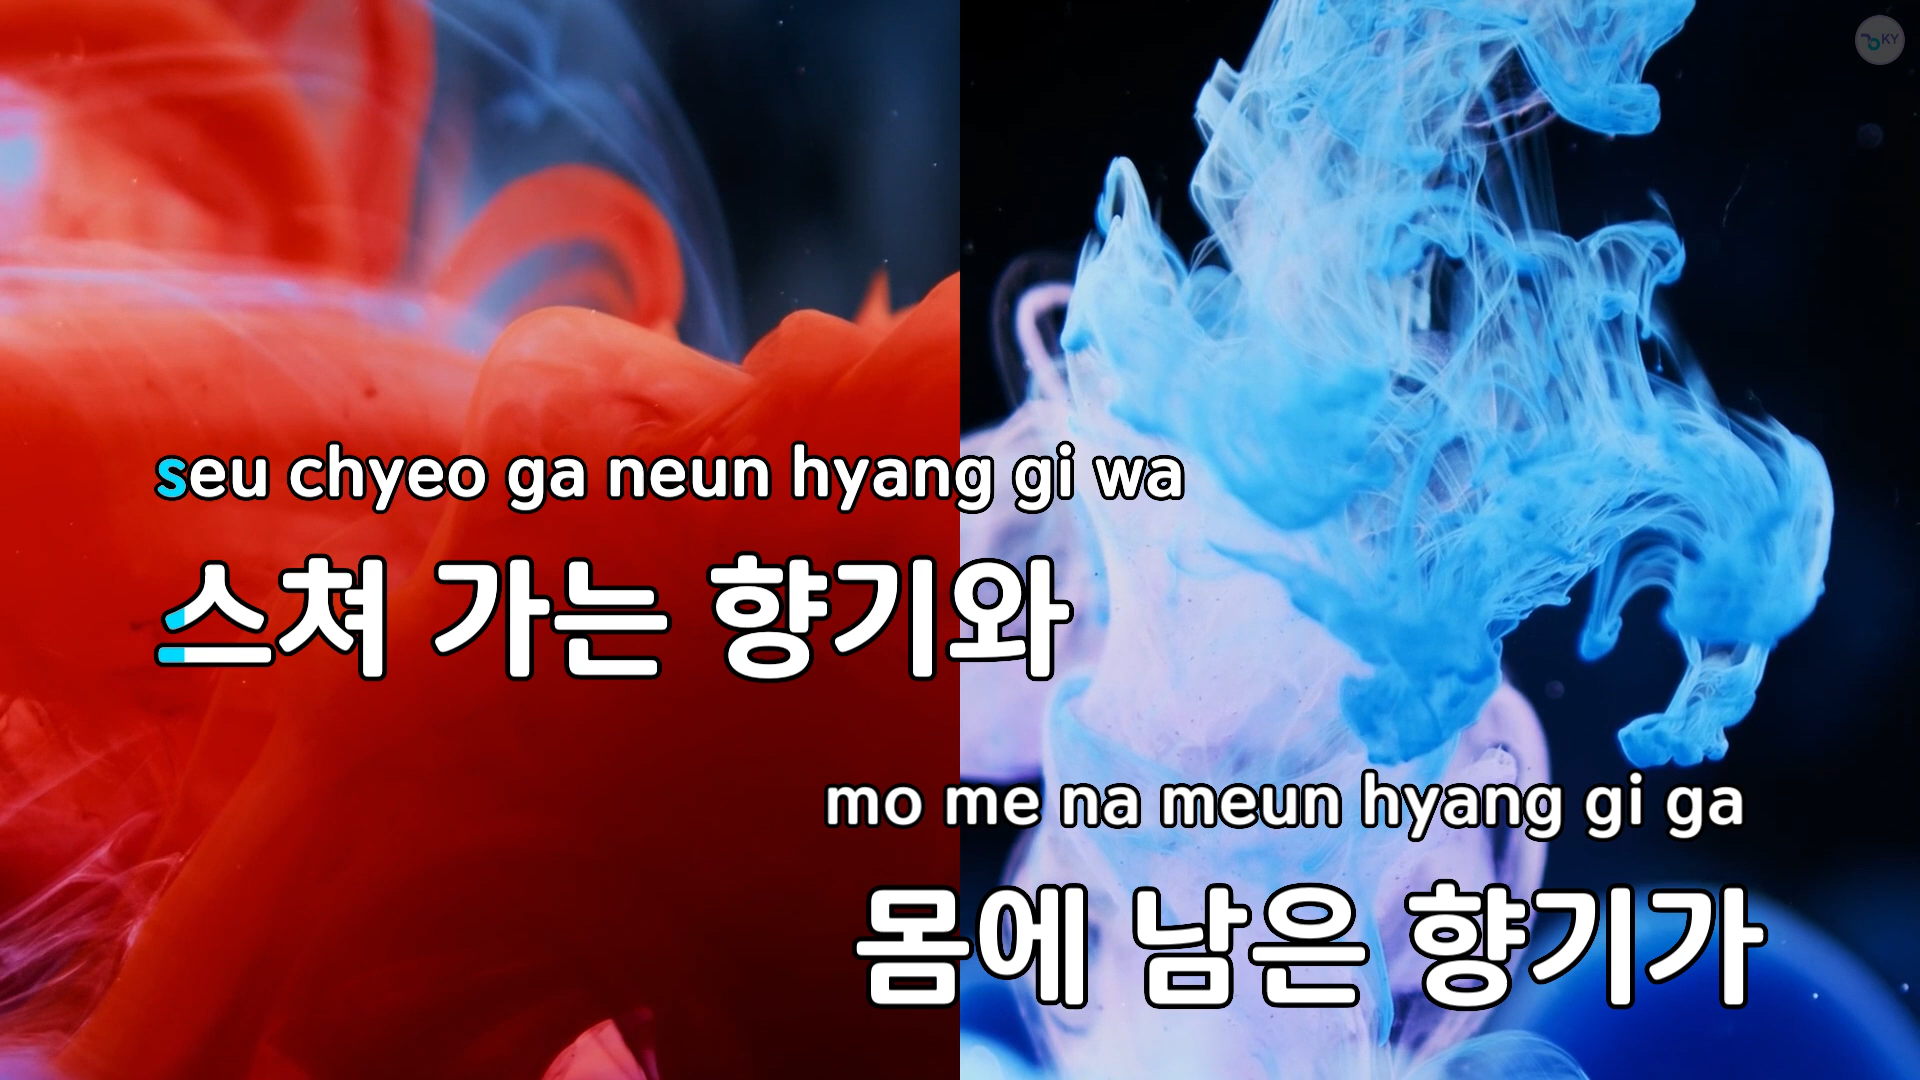 KY
seu chyeo ga neun hyang gi wa
스쳐 가는 향기와
mo me na meun hyang gi ga
몸에 남은 향기가